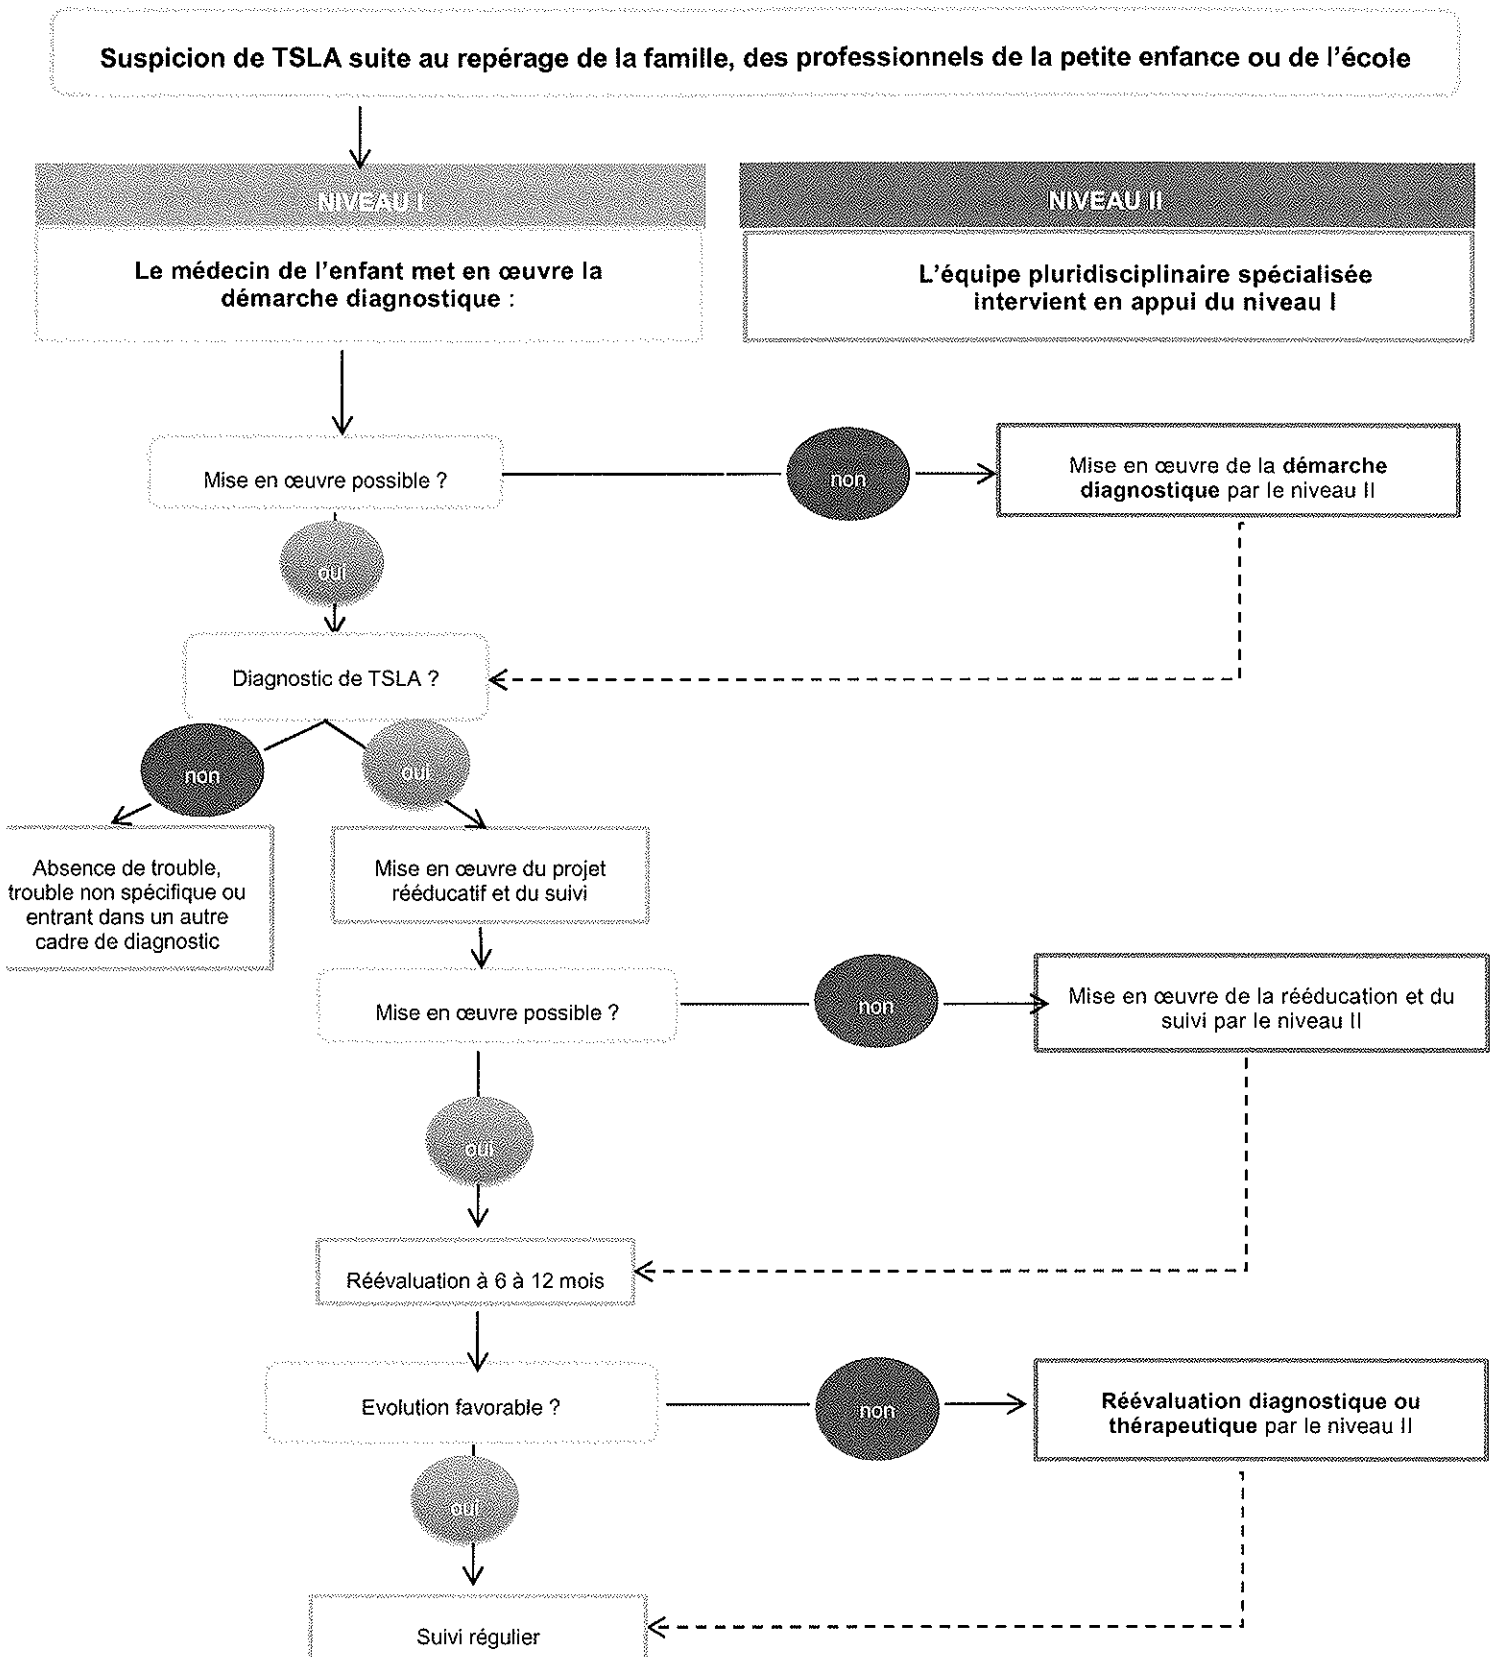 Suspicion de TSLA suite au repérage de la famille, des professionnels de la petite enfance ou de l'école
NIVEAU I
NIVEAU II
Le médecin de l'enfant met en œuvre la
démarche diagnostique :
L'équipe pluridisciplinaire spécialisée
intervient en appui du niveau I
Mise en œuvre possible ?
non
Mise en œuvre de la démarche
diagnostique par le niveau II
oui
Diagnostic de TSLA ?
non
oui
Absence de trouble,
trouble non spécifique ou
entrant dans un autre
cadre de diagnostic
Mise en œuvre du projet
rééducatif et du suivi
Mise en œuvre possible ?
non
Mise en œuvre de la rééducation et du
suivi par le niveau II
oui
Réévaluation à 6 à 12 mois
Evolution favorable ?
non
Réévaluation diagnostique ou
thérapeutique par le niveau II
oui
Suivi régulier